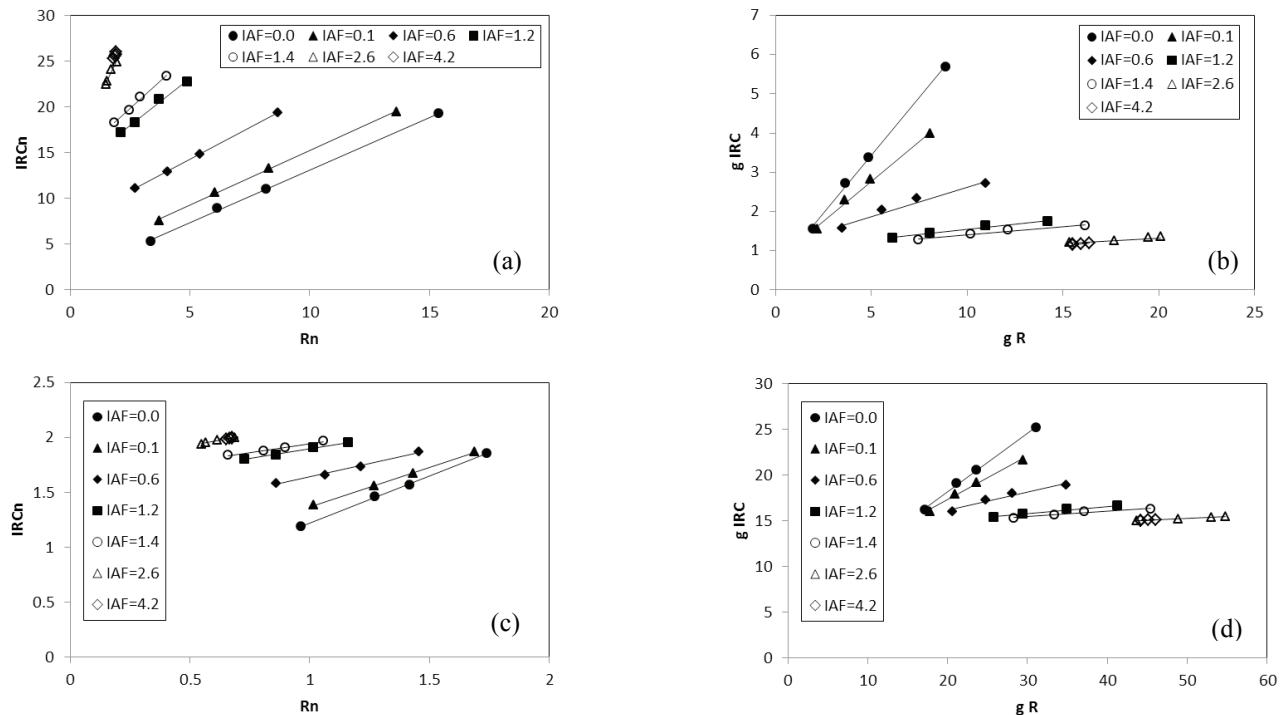 30
25
20
15
10
5
0
IRCn
IAF=0.0 IAF=0.1 IAF=0.6 IAF=1.2
IAF=1.4 IAF=2.6 IAF=4.2
(a)
0 5 10 15 20
Rn
7
6
5
4
3
2
1
0
g IRC
IAF=0.0 IAF=0.1
IAF=0.6 IAF=1.2
IAF=1.4 IAF=2.6
IAF=4.2
(b)
0 5 10 15 20 25
g R
2.5
2
1.5
1
0.5
0
IRCn
IAF=0.0
IAF=0.1
IAF=0.6
IAF=1.2
IAF=1.4
IAF=2.6
IAF=4.2
(c)
0 0.5 1 1.5 2
Rn
30
25
20
15
10
5
0
g IRC
IAF=0.0
IAF=0.1
IAF=0.6
IAF=1.2
IAF=1.4
IAF=2.6
IAF=4.2
(d)
0 10 20 30 40 50 60
g R